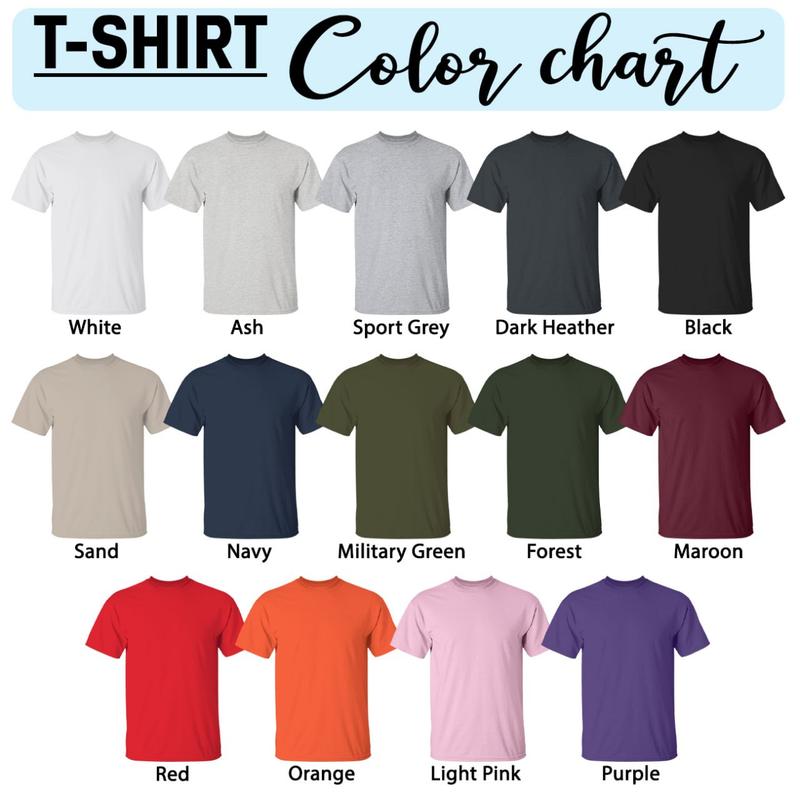 T-SHIRT Color chart
White Ash Sport Grey Dark Heather Black
Sand Navy Military Green Forest Maroon
Red Orange Light Pink Purple